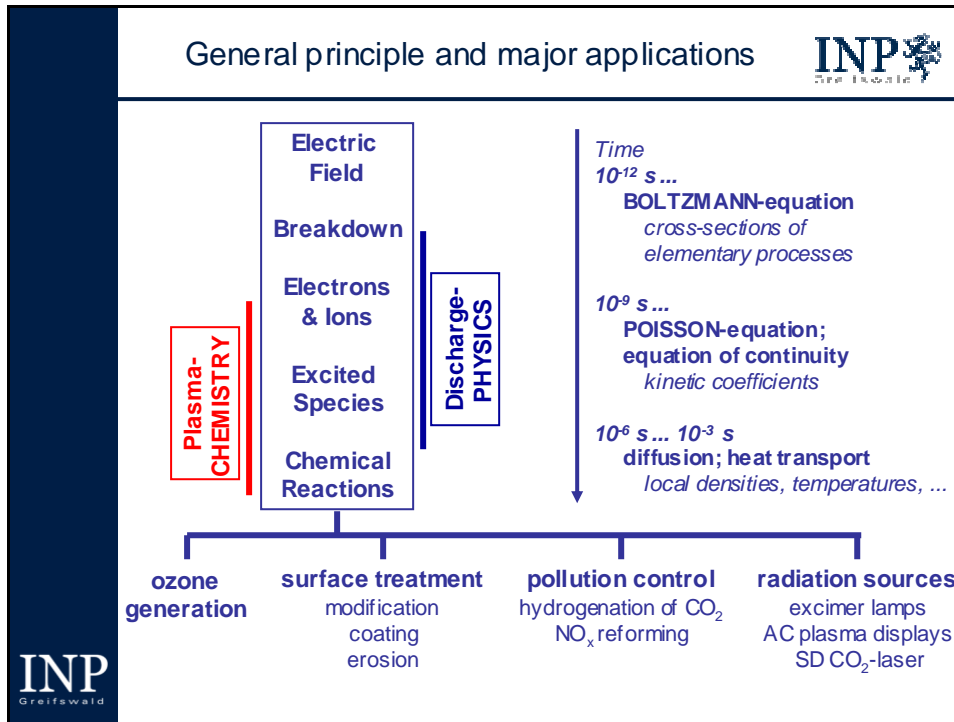 General principle and major applications
INP
Greifswald
Electric
Field
Breakdown
Electrons
& Ions
Excited
Species
Chemical
Reactions
Plasma-
CHEMISTRY
Discharge-
PHYSICS
Time
10⁻¹² s ...
BOLTZMANN-equation
cross-sections of
elementary processes
10⁻⁹ s ...
POISSON-equation;
equation of continuity
kinetic coefficients
10⁻⁶ s ... 10⁻³ s
diffusion; heat transport
local densities, temperatures, ...
ozone
generation
surface treatment
modification
coating
erosion
pollution control
hydrogenation of CO₂
NOₓ reforming
radiation sources
excimer lamps
AC plasma displays
SD CO₂-laser
INP
Greifswald